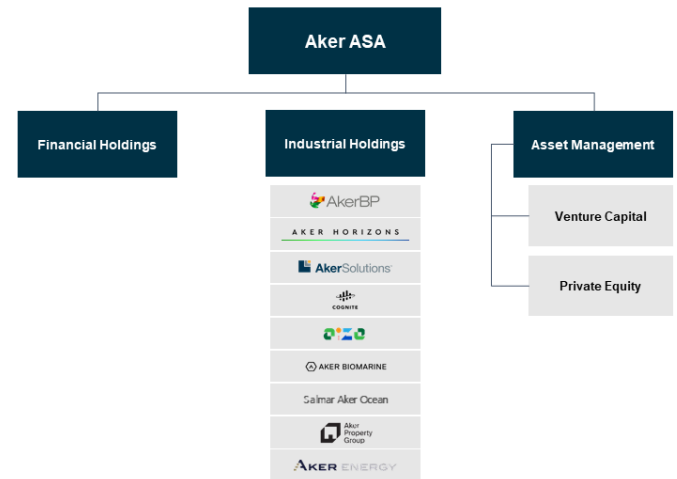 Aker ASA
Financial Holdings
Industrial Holdings
Asset Management
AkerBP
AKER HORIZONS
AkerSolutions
COGNITE
aize
AKER BIOMARINE
Salmar Aker Ocean
Aker
Property
Group
AKER ENERGY
Venture Capital
Private Equity